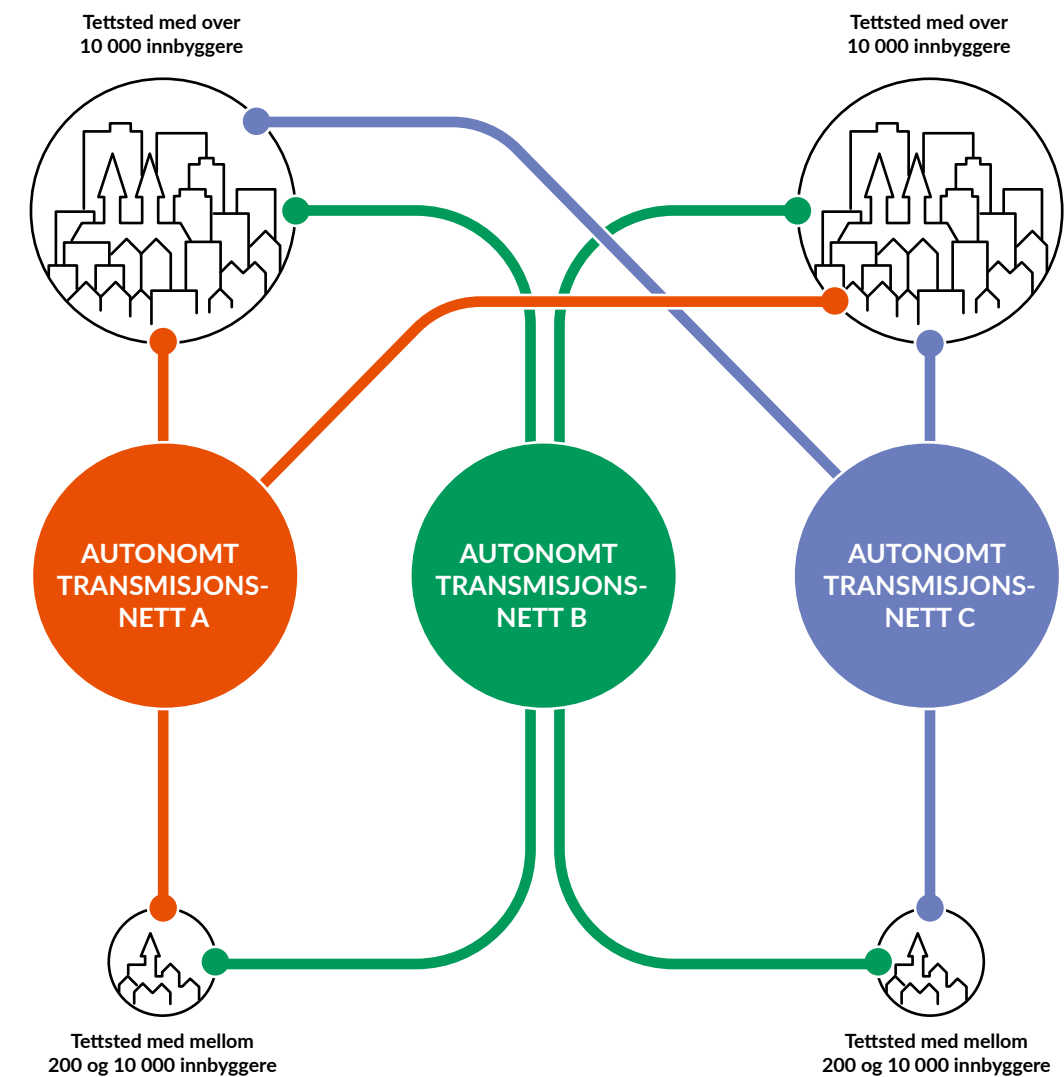 Tettsted med over
10 000 innbyggere
Tettsted med over
10 000 innbyggere
AUTONOMT
TRANSMISJONS-
NETT A
AUTONOMT
TRANSMISJONS-
NETT B
AUTONOMT
TRANSMISJONS-
NETT C
Tettsted med mellom
200 og 10 000 innbyggere
Tettsted med mellom
200 og 10 000 innbyggere